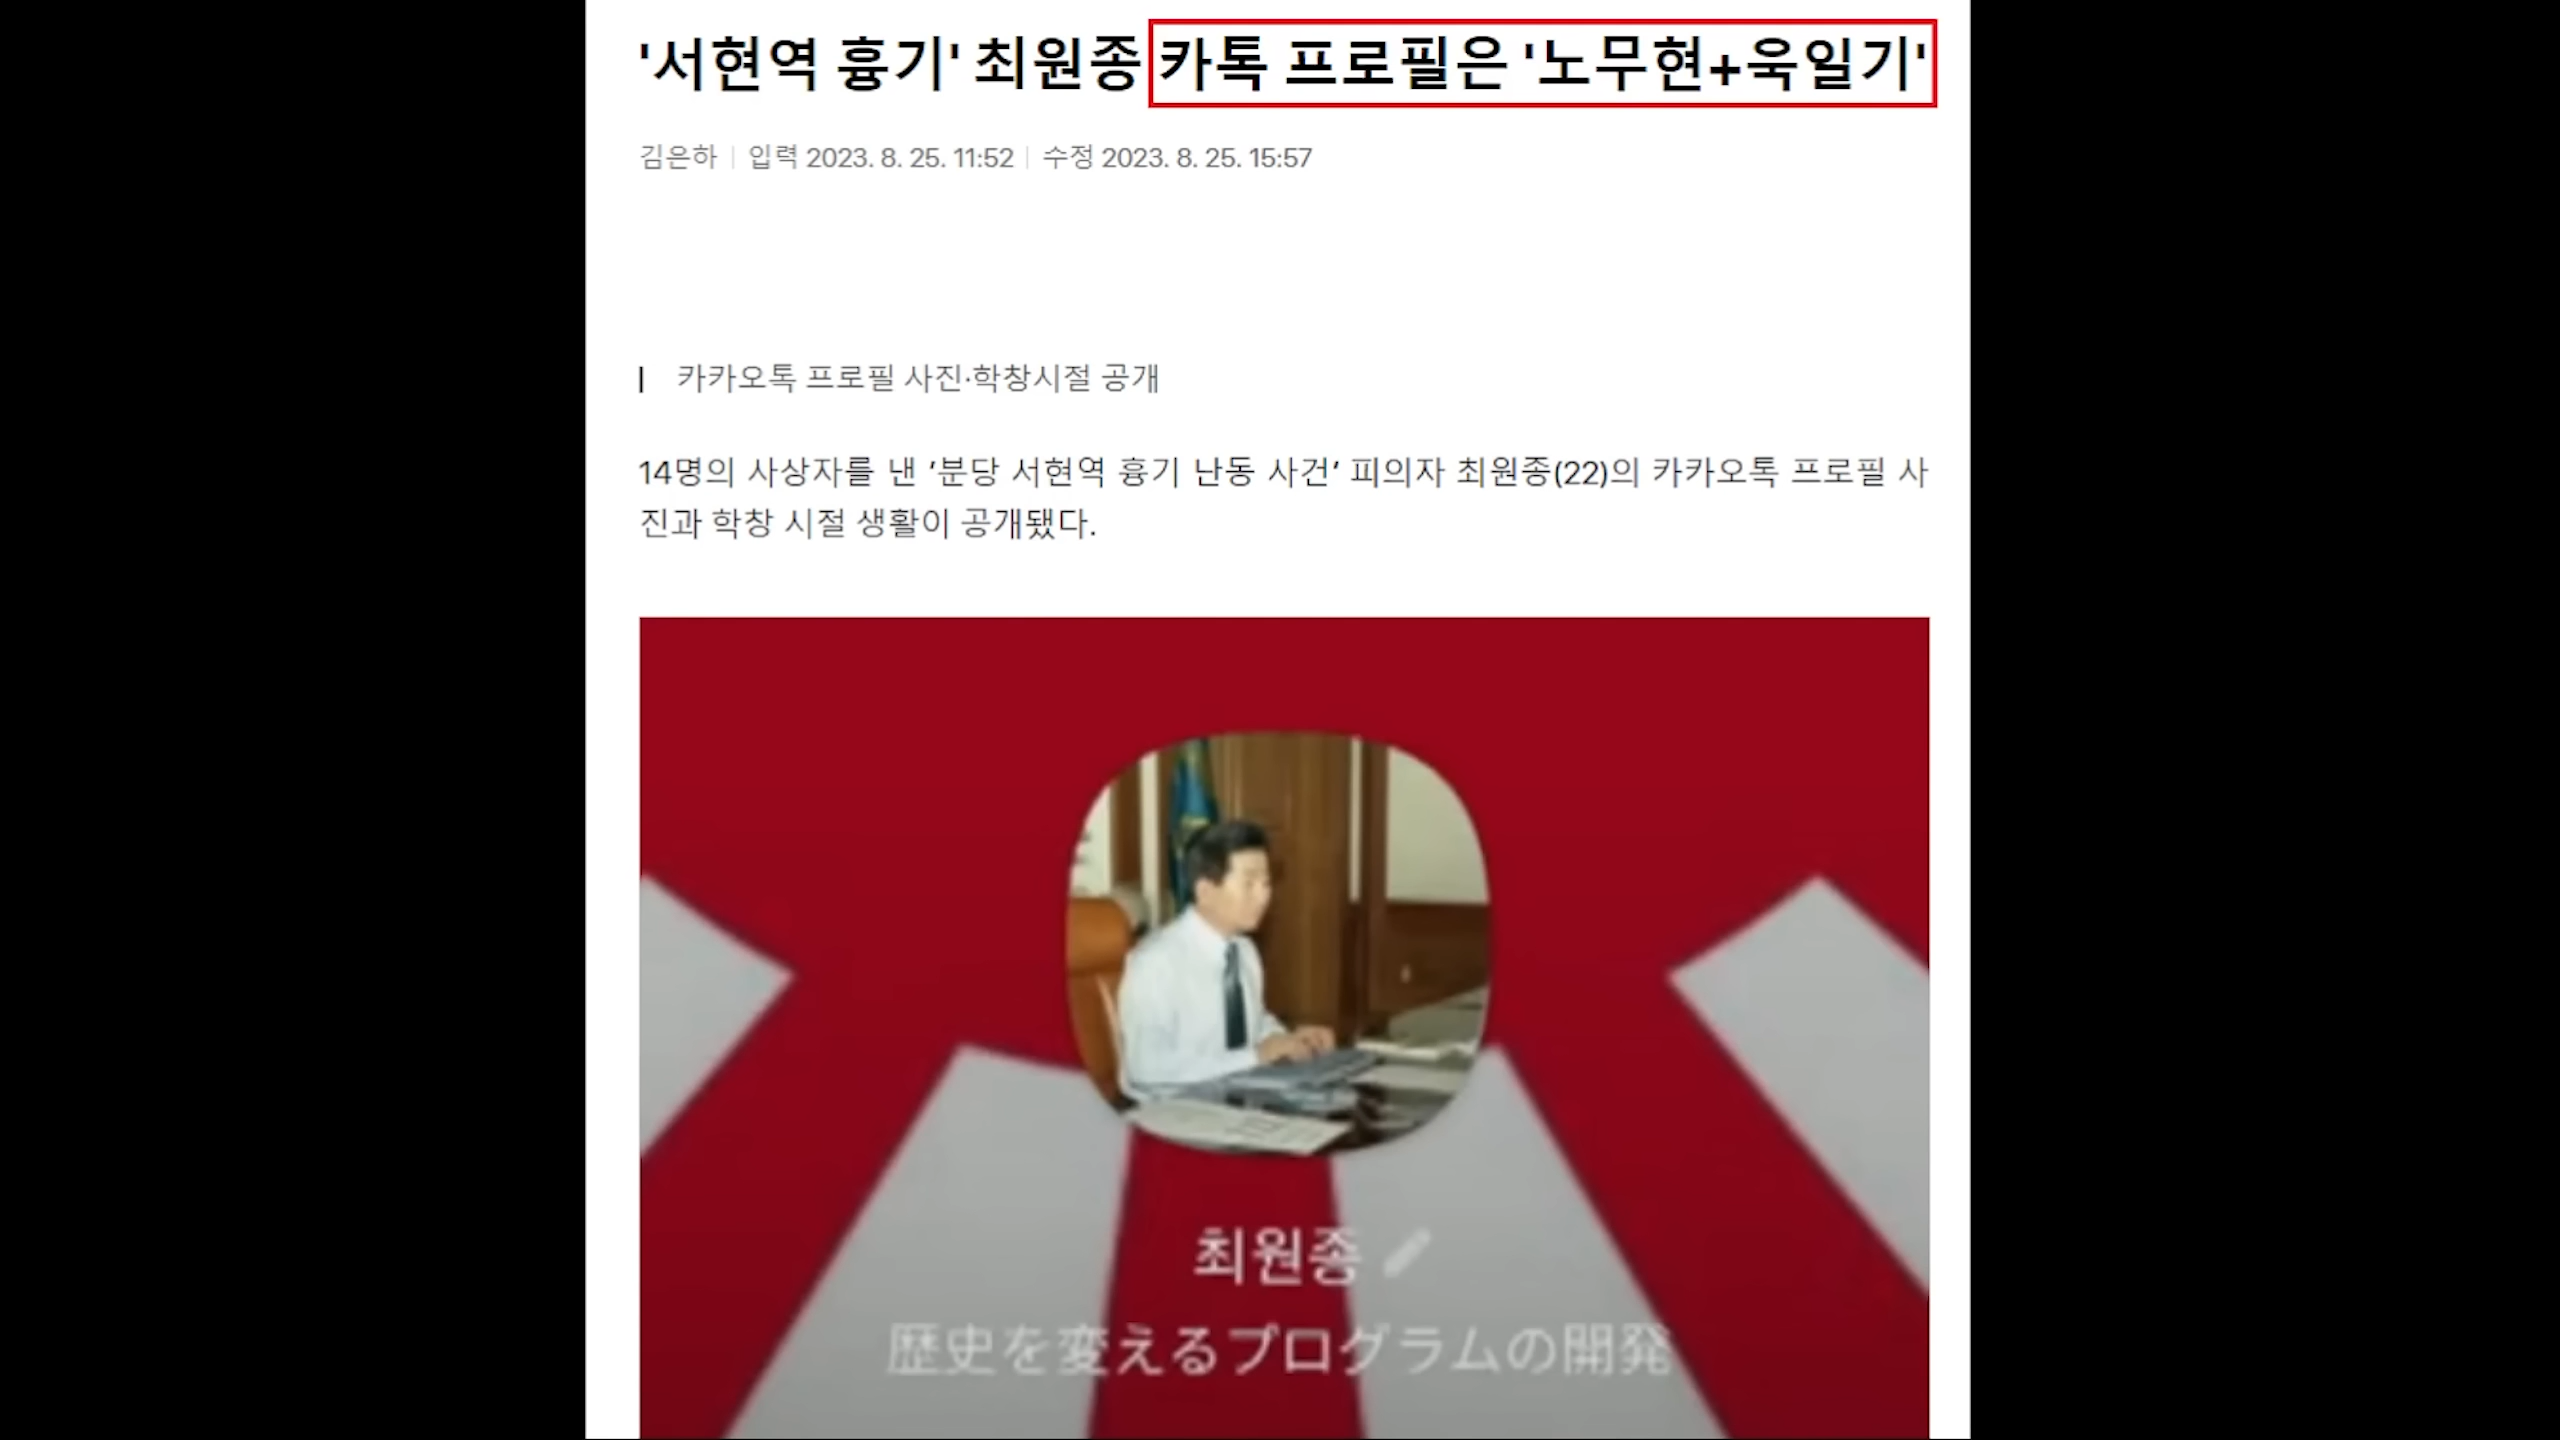 '서현역 흉기' 최원종 카톡 프로필은 '노무현+욱일기'
김은하 | 입력 2023. 8. 25. 11:52 | 수정 2023. 8. 25. 15:57
카카오톡 프로필 사진·학창시절 공개
14명의 사상자를 낸 '분당 서현역 흉기 난동 사건' 피의자 최원종(22)의 카카오톡 프로필 사
진과 학창 시절 생활이 공개됐다.
최원종
歴史を変えるプログラムの開発